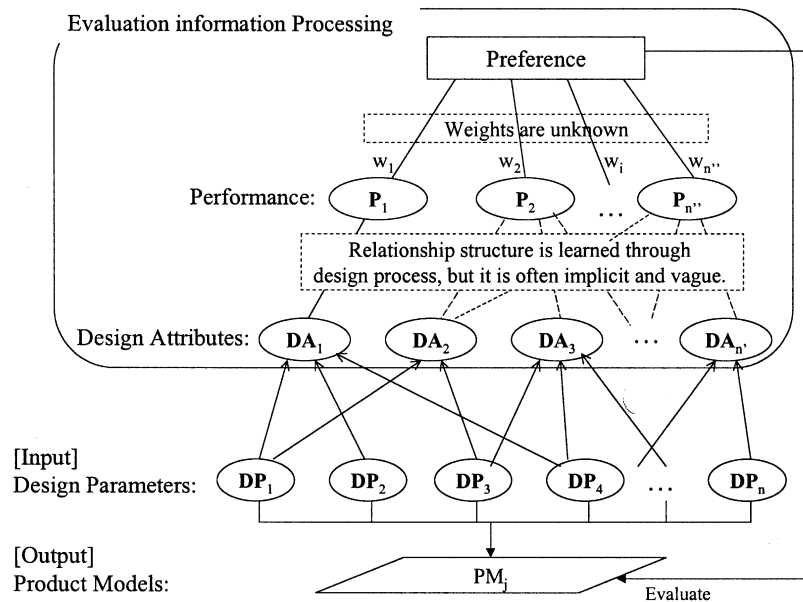 Evaluation information Processing
Preference
Weights are unknown
w1 w2 wi wn''
Performance: P1 P2 ... Pn''
Relationship structure is learned through
design process, but it is often implicit and vague.
Design Attributes: DA1 DA2 DA3 ... DAn'
[Input]
Design Parameters: DP1 DP2 DP3 DP4 ... DPn
[Output]
Product Models: PMj
Evaluate